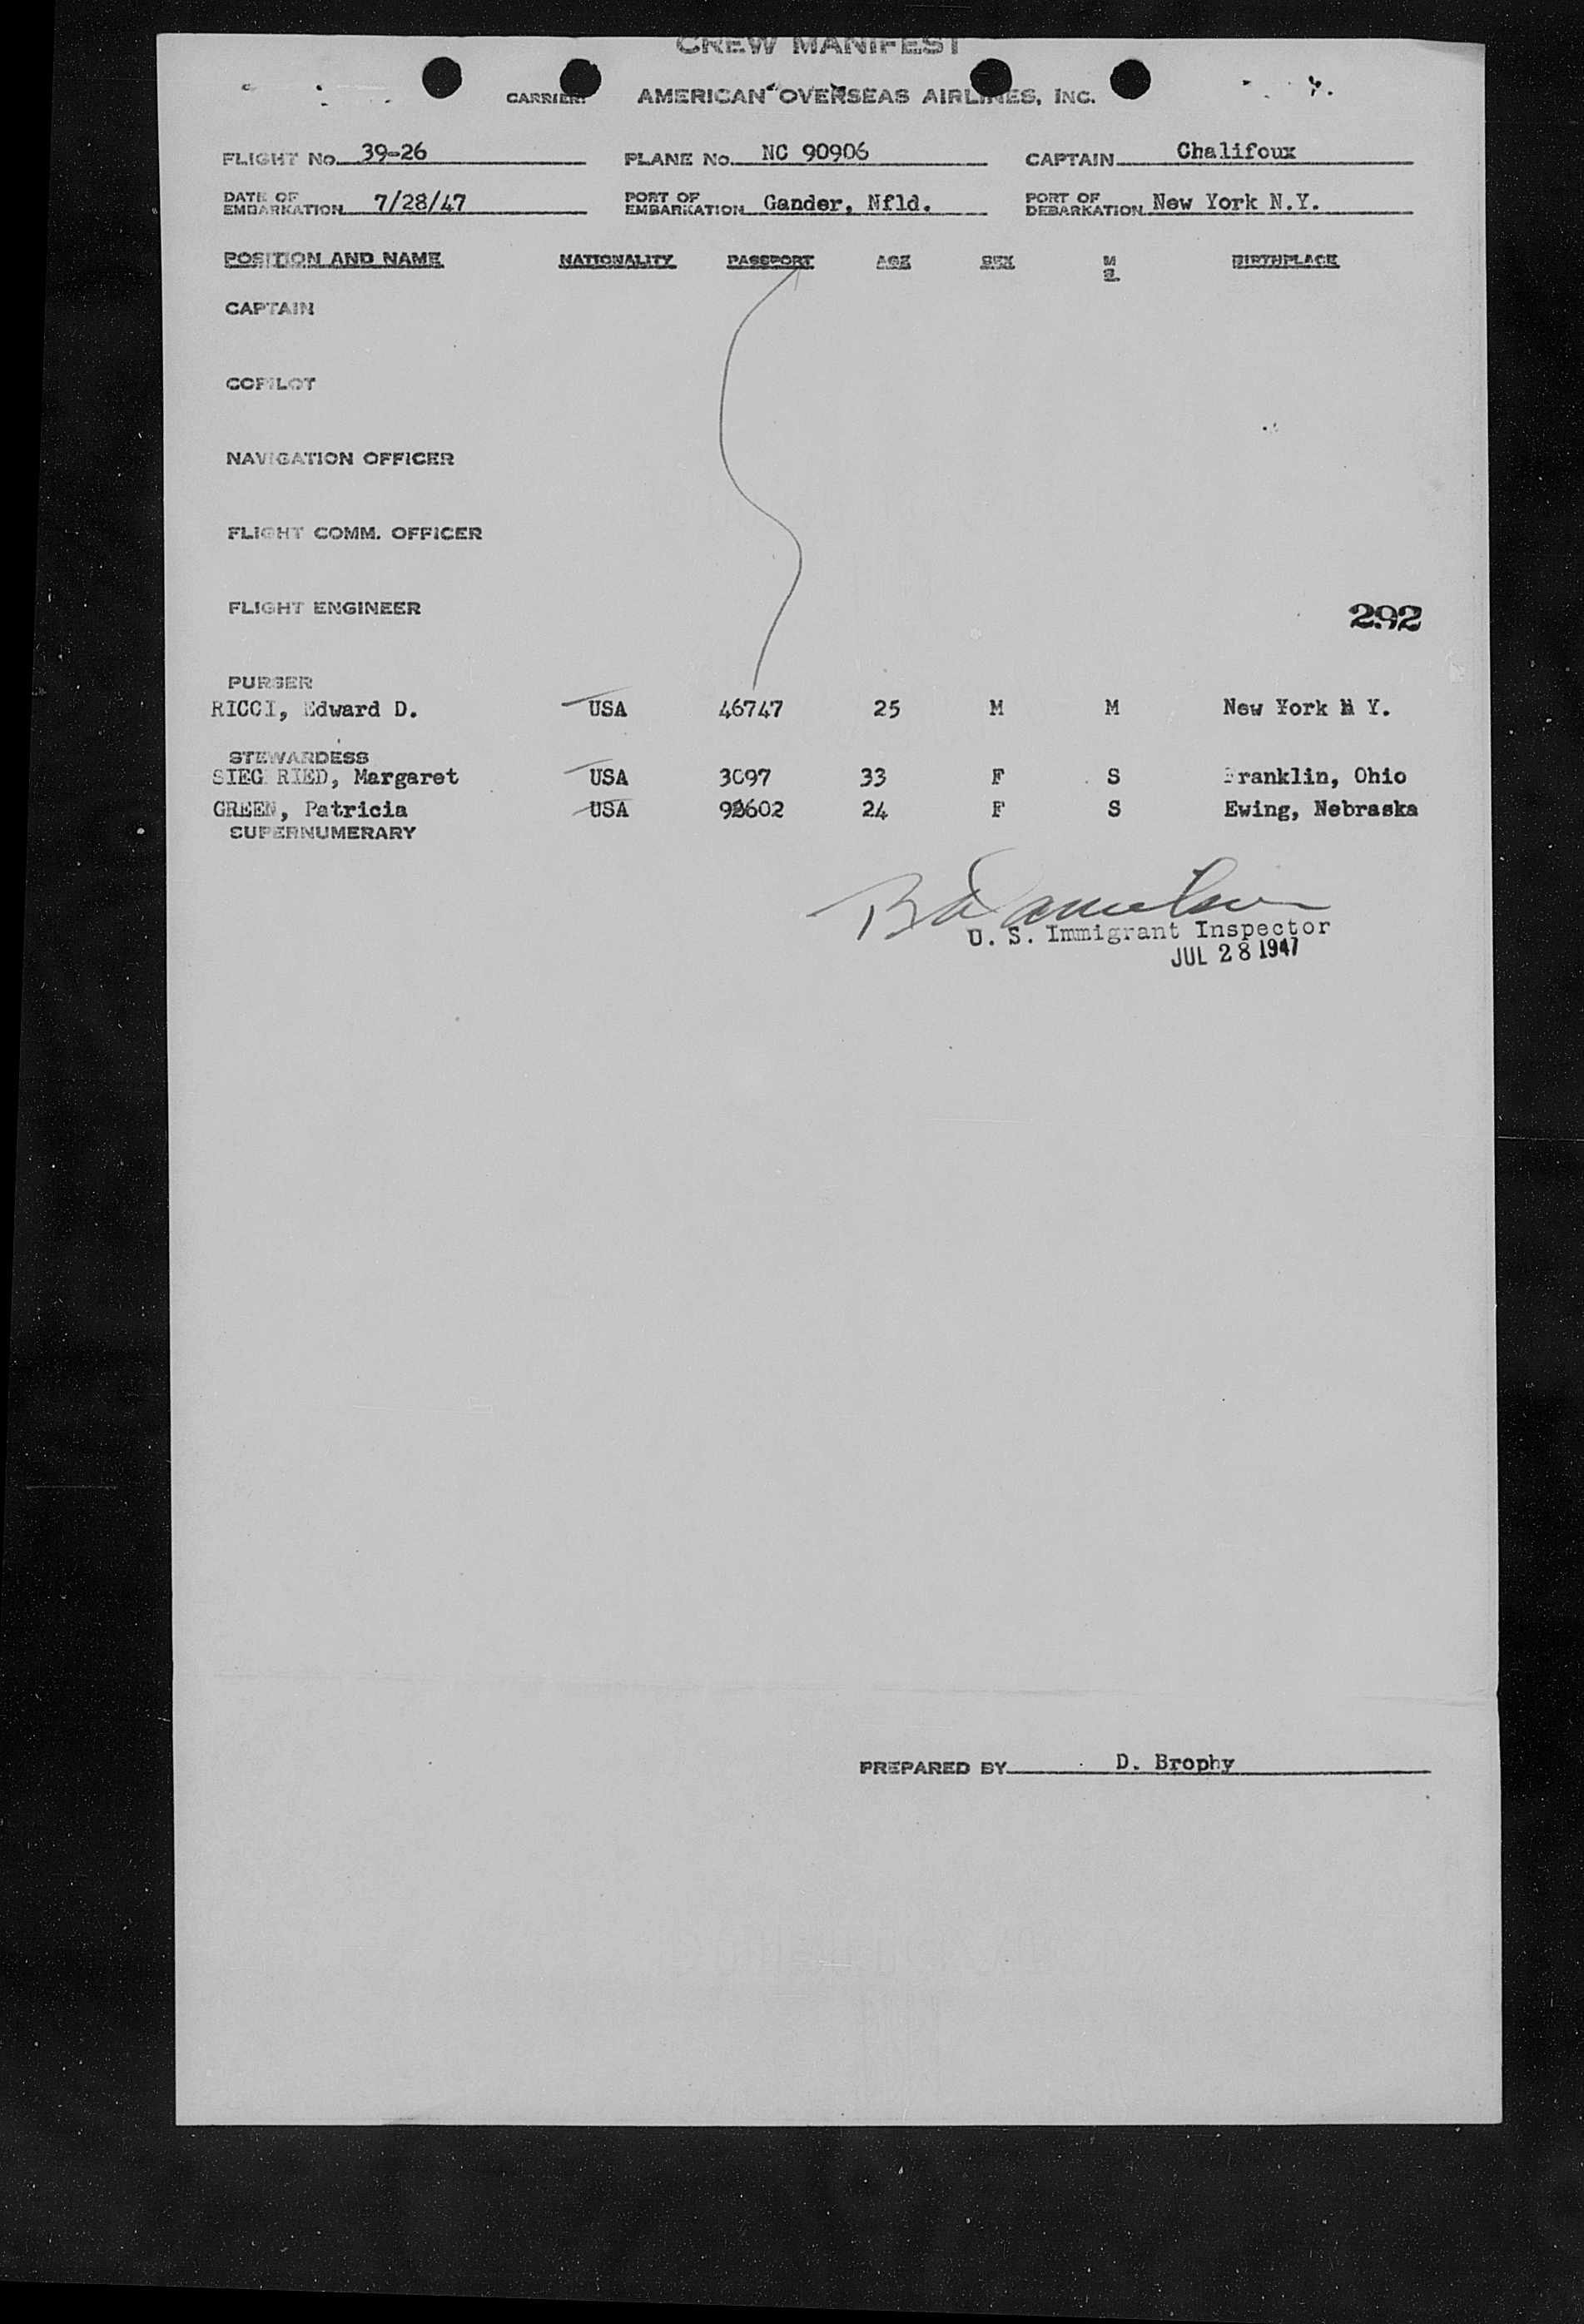 CREW MANIFEST
CARRIER: AMERICAN OVERSEAS AIRLINES, INC.
FLIGHT No. 39-26 PLANE No. NC 90906 CAPTAIN Chalifoux
DATE OF EMBARKATION 7/28/47 PORT OF EMBARKATION Gander, Nfld. PORT OF DEBARKATION New York N.Y.
POSITION AND NAME NATIONALITY PASSPORT AGE SEX M S. BIRTHPLACE
CAPTAIN
COPILOT
NAVIGATION OFFICER
FLIGHT COMM. OFFICER
FLIGHT ENGINEER
292
PURSER
RICCI, Edward D. USA 46747 25 M M New York N Y.
STEWARDESS
SIEG RIED, Margaret USA 3097 33 F S Franklin, Ohio
GREEN, Patricia USA 24 F S Ewing, Nebraska
SUPERNUMERARY
U. S. Immigrant Inspector
JUL 28 1947
PREPARED BY D. Brophy